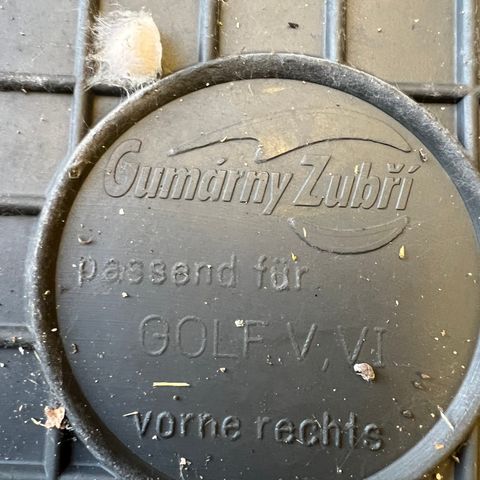 Gumárny Zubří
passend für
GOLF V, VI
vorne rechts